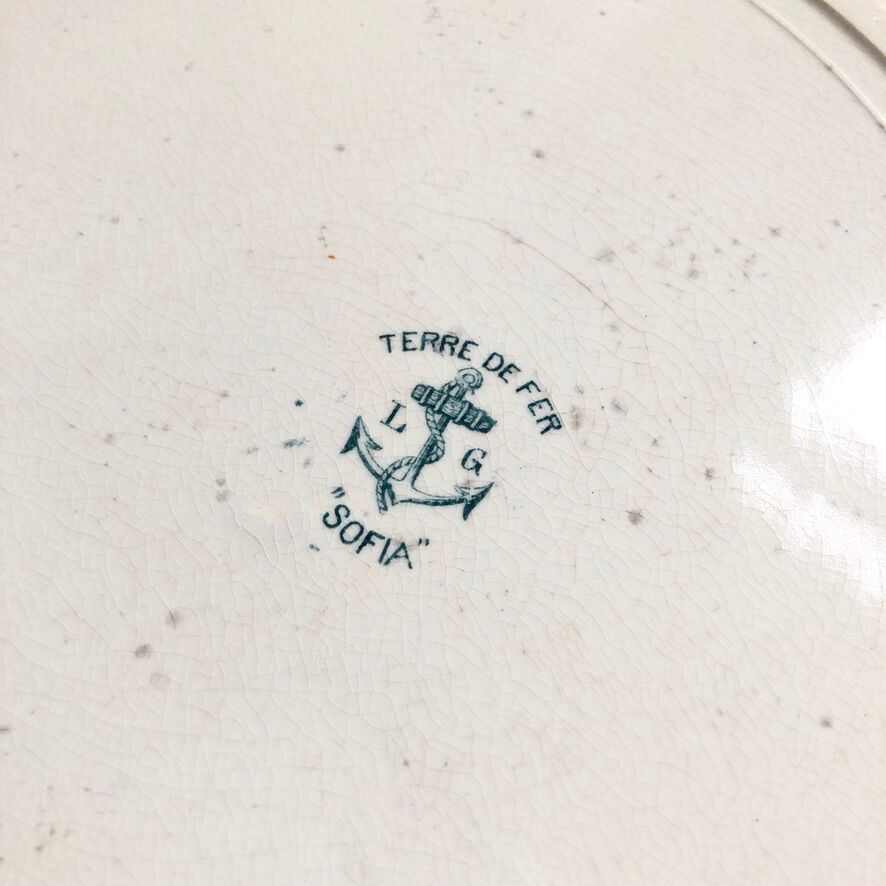 TERRE DE FER
L
G
"SOFIA"